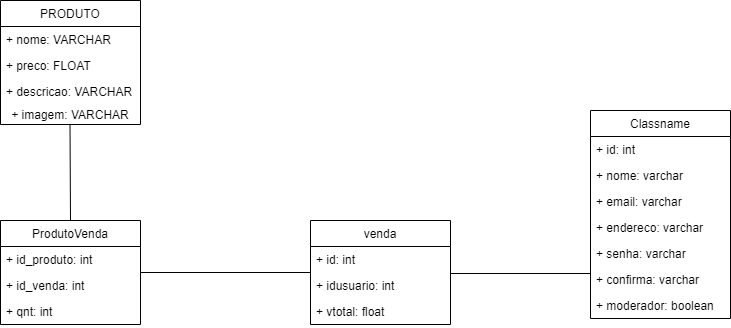 PRODUTO
+ nome: VARCHAR
+ preco: FLOAT
+ descricao: VARCHAR
+ imagem: VARCHAR
ProdutoVenda
+ id_produto: int
+ id_venda: int
+ qnt: int
venda
+ id: int
+ idusuario: int
+ vtotal: float
Classname
+ id: int
+ nome: varchar
+ email: varchar
+ endereco: varchar
+ senha: varchar
+ confirma: varchar
+ moderador: boolean